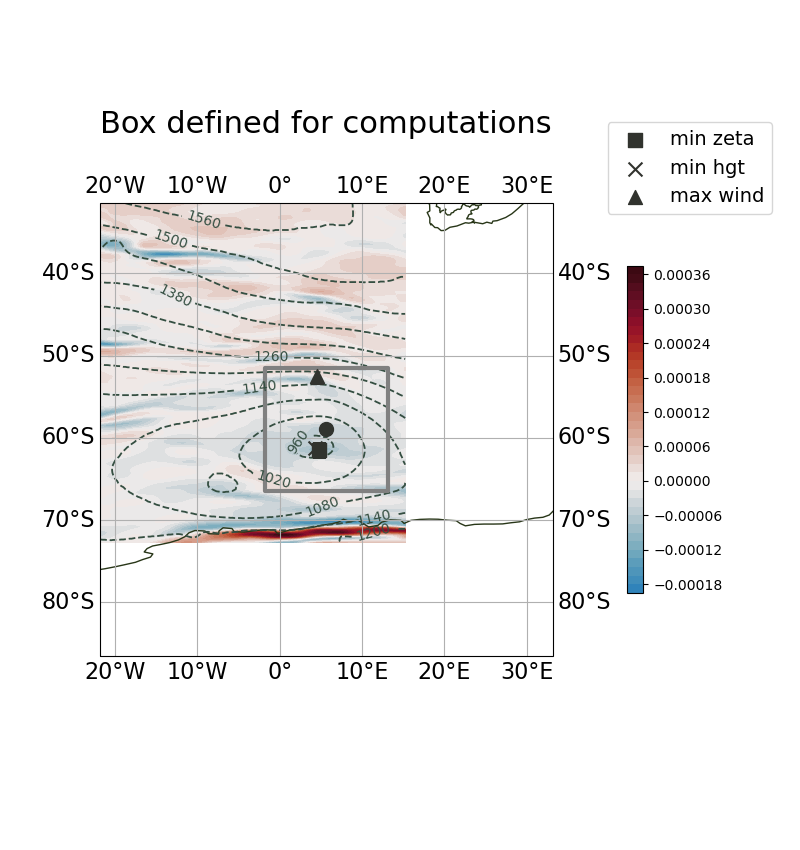 Box defined for computations
min zeta
min hgt
max wind
20°W 10°W 0° 10°E 20°E 30°E
1560
1500
1380
1260
1140
960
1020
1080
1140
1200
40°S 40°S
50°S 50°S
60°S 60°S
70°S 70°S
80°S 80°S
20°W 10°W 0° 10°E 20°E 30°E
0.00036
0.00030
0.00024
0.00018
0.00012
0.00006
0.00000
−0.00006
−0.00012
−0.00018